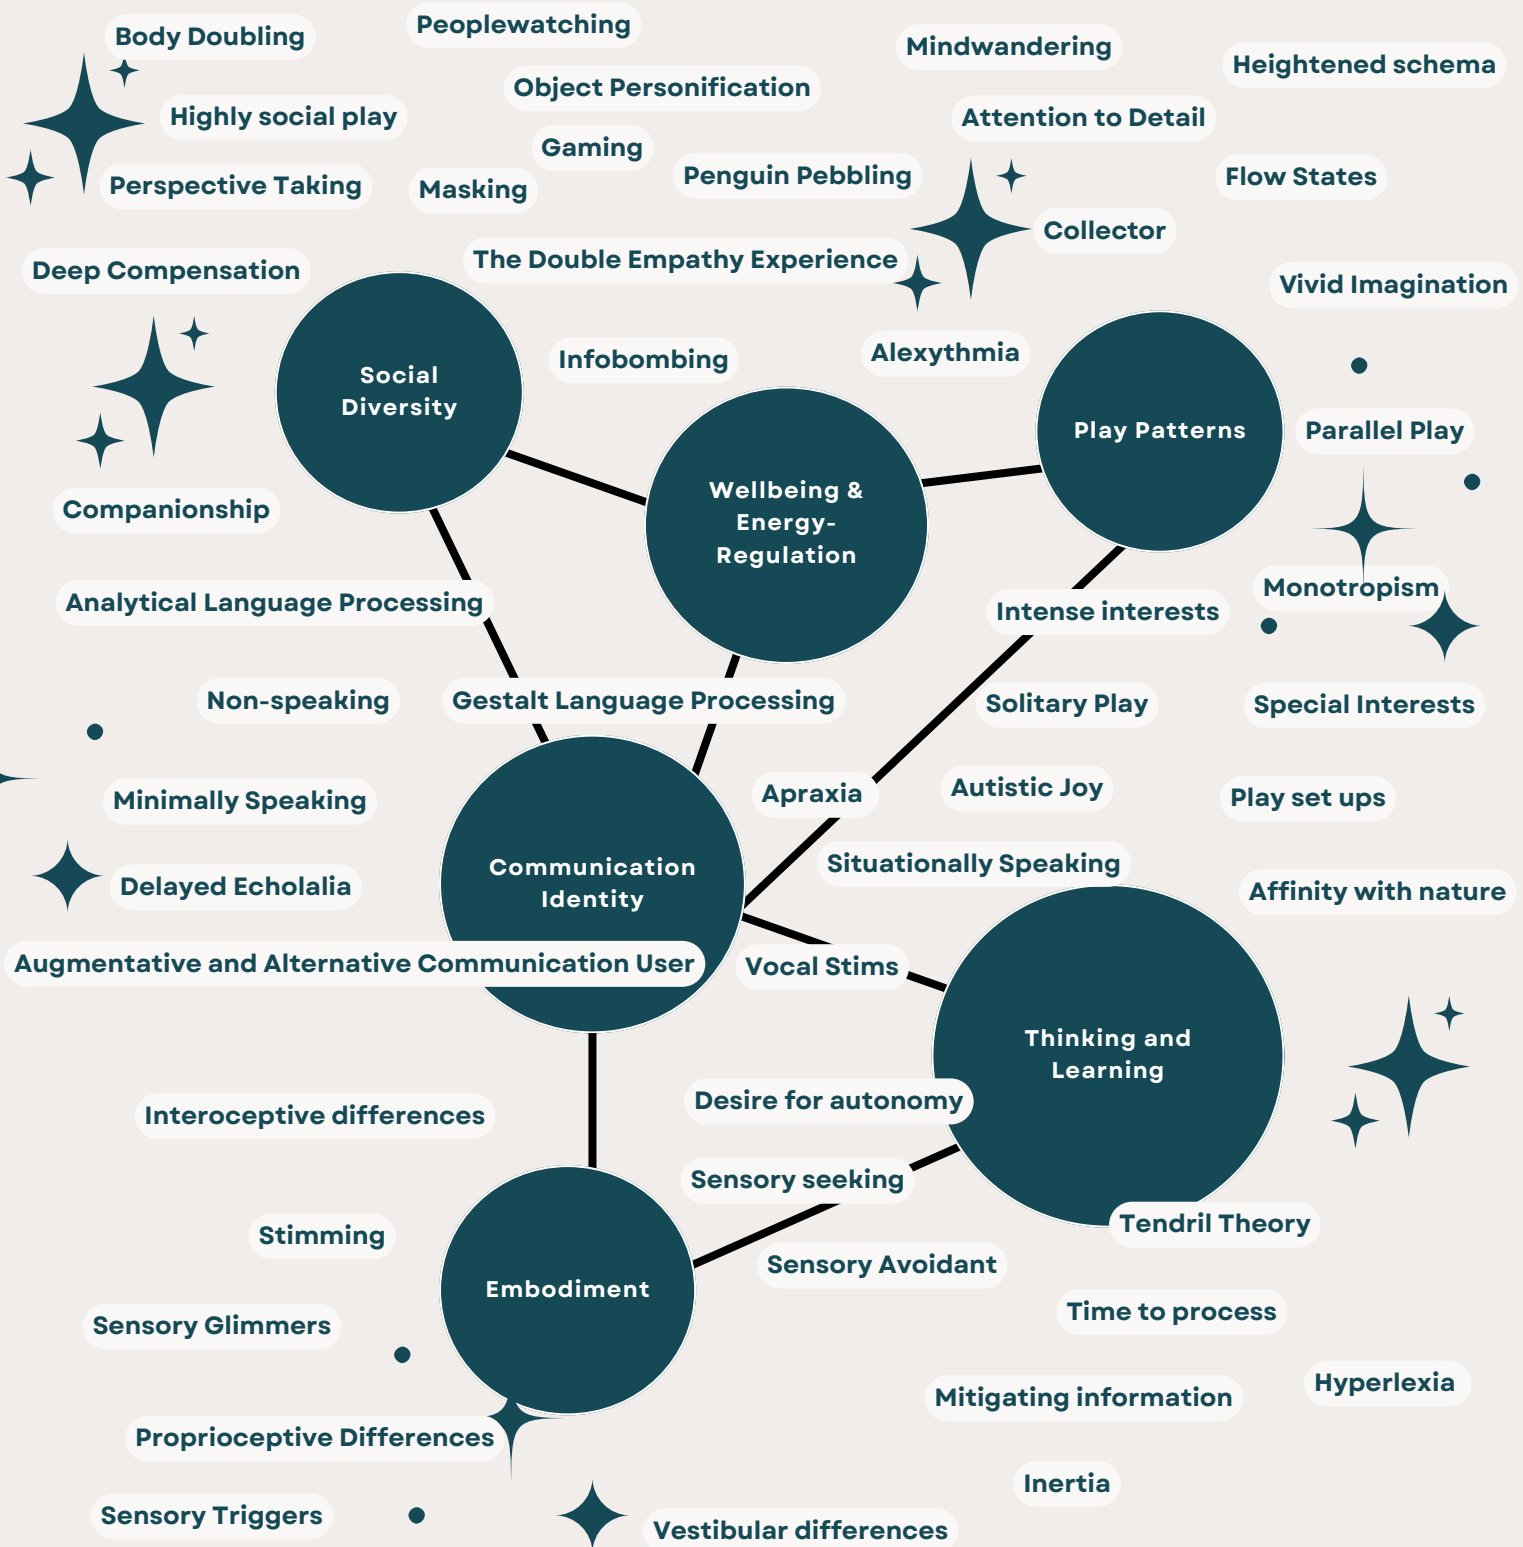 Peoplewatching
Body Doubling
Mindwandering
Heightened schema
Object Personification
Highly social play
Attention to Detail
Gaming
Penguin Pebbling
Flow States
Perspective Taking
Masking
Collector
The Double Empathy Experience
Deep Compensation
Vivid Imagination
Alexythmia
Infobombing
Social
Diversity
Play Patterns
Parallel Play
Wellbeing &
Energy-
Regulation
Companionship
Monotropism
Analytical Language Processing
Intense interests
Non-speaking
Gestalt Language Processing
Solitary Play
Special Interests
Autistic Joy
Apraxia
Play set ups
Minimally Speaking
Situationally Speaking
Communication
Identity
Delayed Echolalia
Affinity with nature
Augmentative and Alternative Communication User
Vocal Stims
Thinking and
Learning
Desire for autonomy
Interoceptive differences
Sensory seeking
Tendril Theory
Stimming
Sensory Avoidant
Embodiment
Time to process
Sensory Glimmers
Hyperlexia
Mitigating information
Proprioceptive Differences
Inertia
Sensory Triggers
Vestibular differences